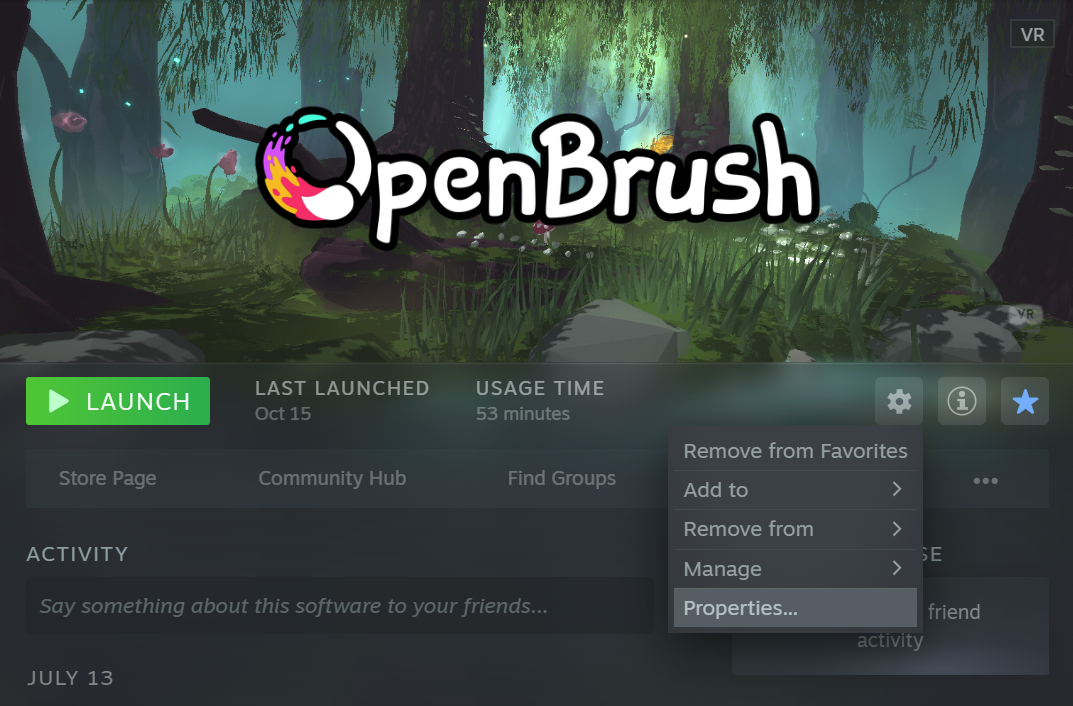 VR
OpenBrush
VR
LAUNCH
LAST LAUNCHED
Oct 15
USAGE TIME
53 minutes
Store Page
Community Hub
Find Groups
Remove from Favorites
Add to
Remove from
Manage
Properties...
ACTIVITY
Say something about this software to your friends...
friend
activity
JULY 13